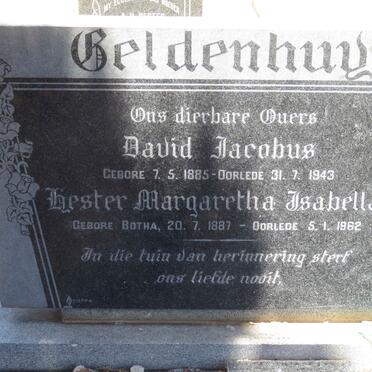 Geldenhuy
Ons dierbare Ouers
David Jacobus
GEBORE 7. 5. 1885 - OORLEDE 31. 7. 1943
Hester Margaretha Isabella
GEBORE BOTHA, 20. 7. 1887 - OORLEDE 5. 1. 1962
In die tuin van herinnering sterf
ons liefde nooit.